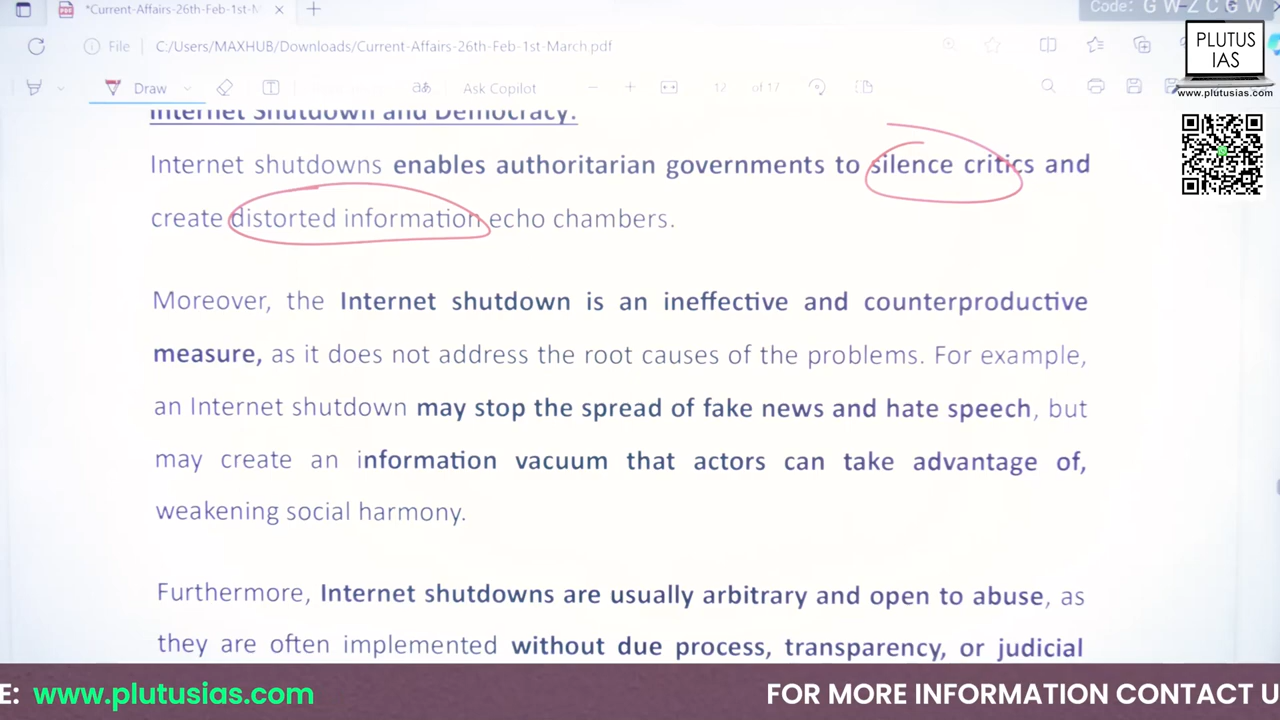 *Current-Affairs-26th-Feb-1st-M
Code: G W Z C G W
File C:/Users/MAXHUB/Downloads/Current-Affairs-26th-Feb-1st-March.pdf
PLUTUS
IAS
www.plutusias.com
Draw Ask Copilot 12 of 17
Internet Shutdown and Democracy:
Internet shutdowns enables authoritarian governments to silence critics and
create distorted information echo chambers.
Moreover, the Internet shutdown is an ineffective and counterproductive
measure, as it does not address the root causes of the problems. For example,
an Internet shutdown may stop the spread of fake news and hate speech, but
may create an information vacuum that actors can take advantage of,
weakening social harmony.
Furthermore, Internet shutdowns are usually arbitrary and open to abuse, as
they are often implemented without due process, transparency, or judicial
E: www.plutusias.com FOR MORE INFORMATION CONTACT U